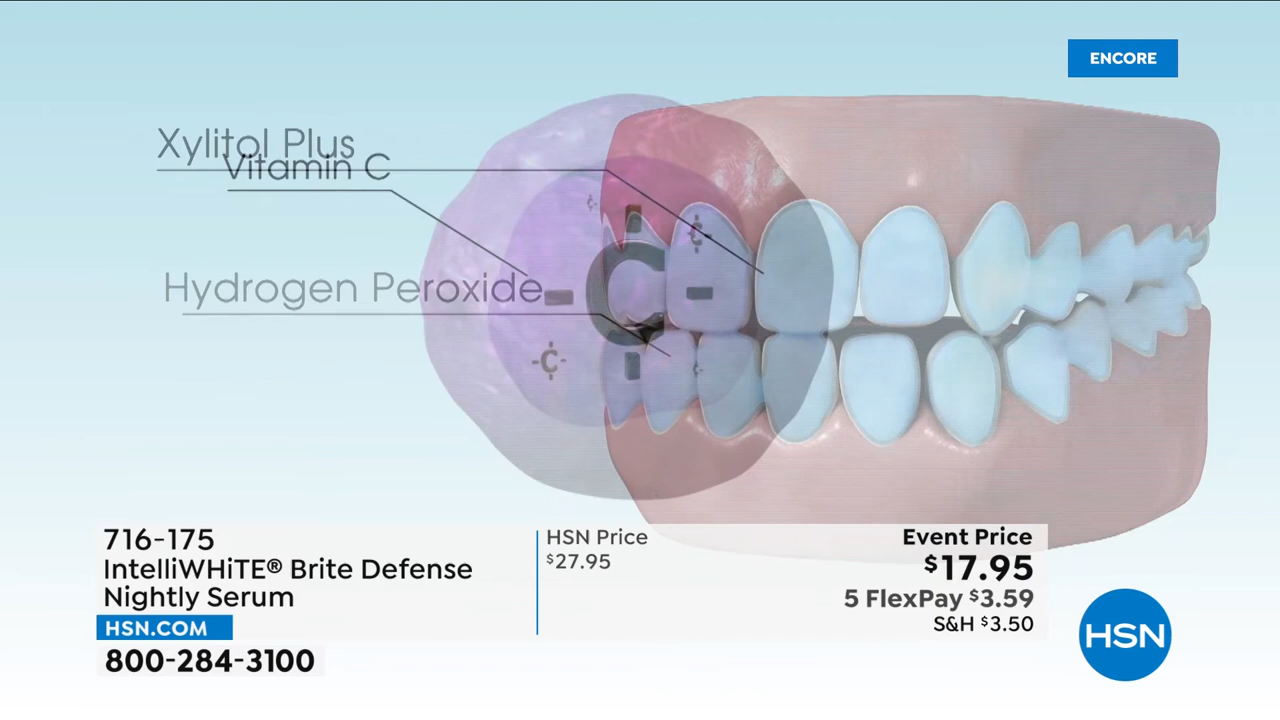 ENCORE
Xylitol Plus
Vitamin C
Hydrogen Peroxide
C
C
C
C
C
716-175
IntelliWHiTE® Brite Defense
Nightly Serum
HSN.COM
800-284-3100
HSN Price
$27.95
Event Price
$17.95
5 FlexPay $3.59
S&H $3.50
HSN